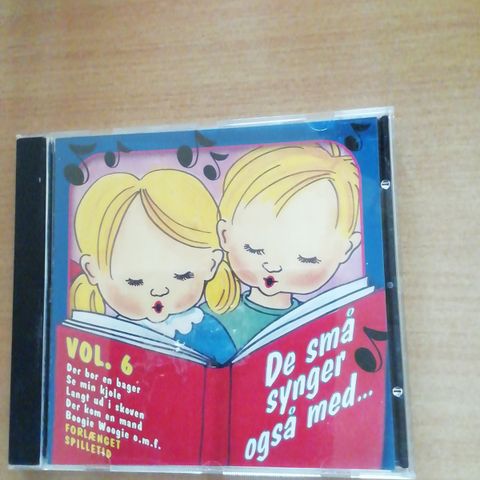 VOL. 6
Der bor en bager
Se min kjole
Langt ud i skoven
Der kom en mand
Boogie Woogie o.m.f.
FORLÆNGET
SPILLETID
De små
synger
også med...